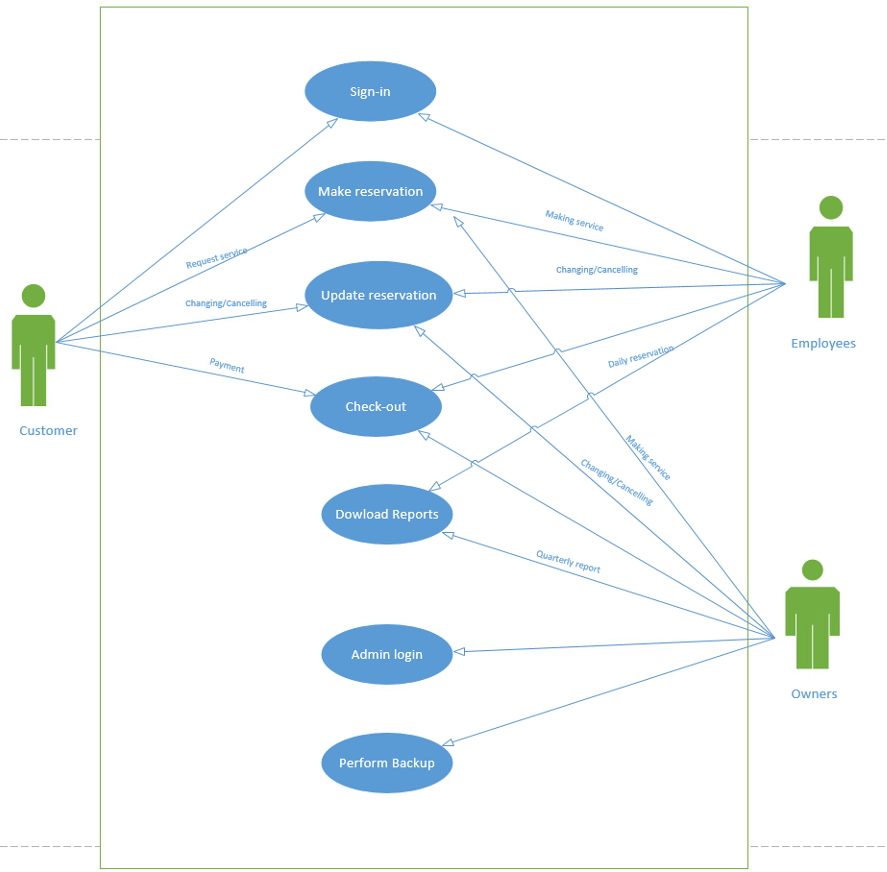 Sign-in
Make reservation
Making service
Request service
Changing/Cancelling
Update reservation
Changing/Cancelling
Employees
Daily reservation
Payment
Check-out
Customer
Making service
Changing/Cancelling
Dowload Reports
Quarterly report
Admin login
Owners
Perform Backup